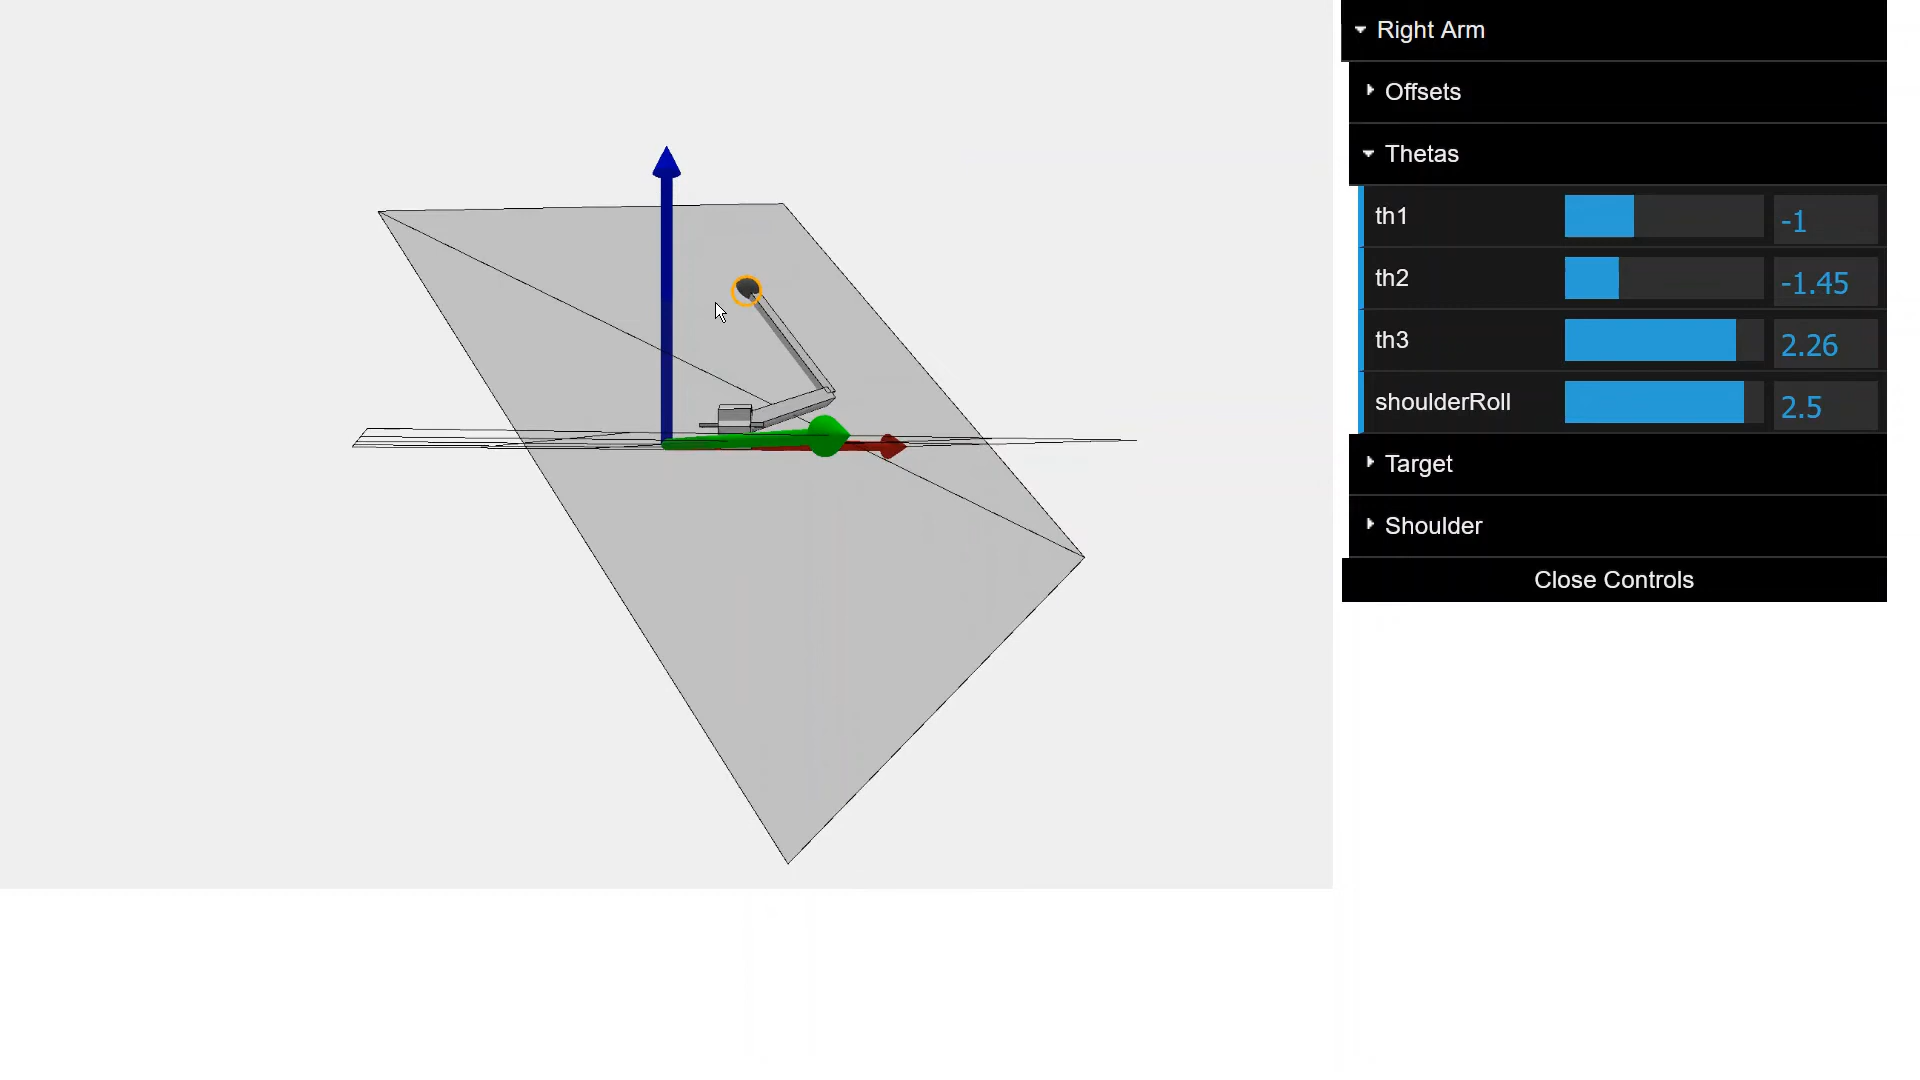 Right Arm
Offsets
Thetas
th1 -1
th2 -1.45
th3 2.26
shoulderRoll 2.5
Target
Shoulder
Close Controls